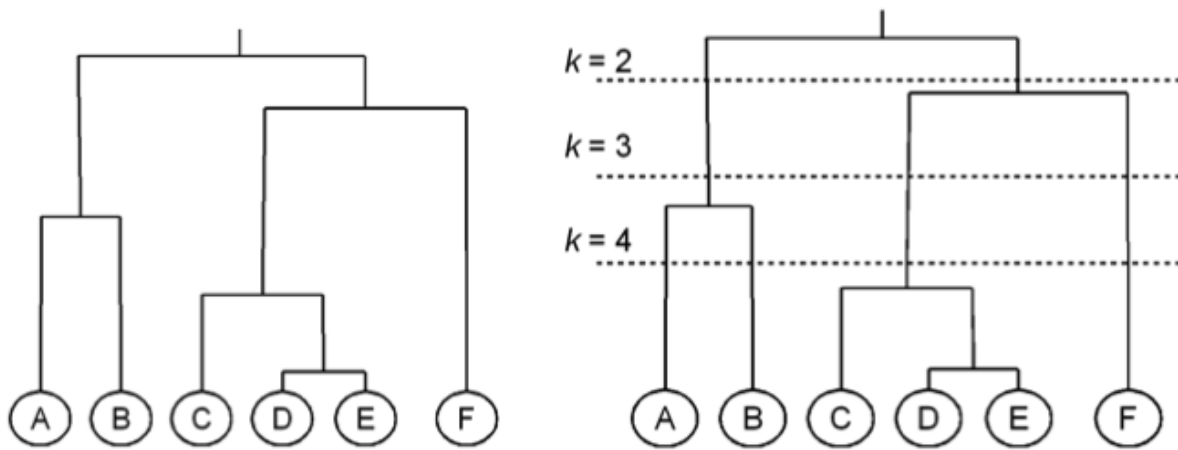 k = 2
k = 3
k = 4
A B C D E F
A B C D E F